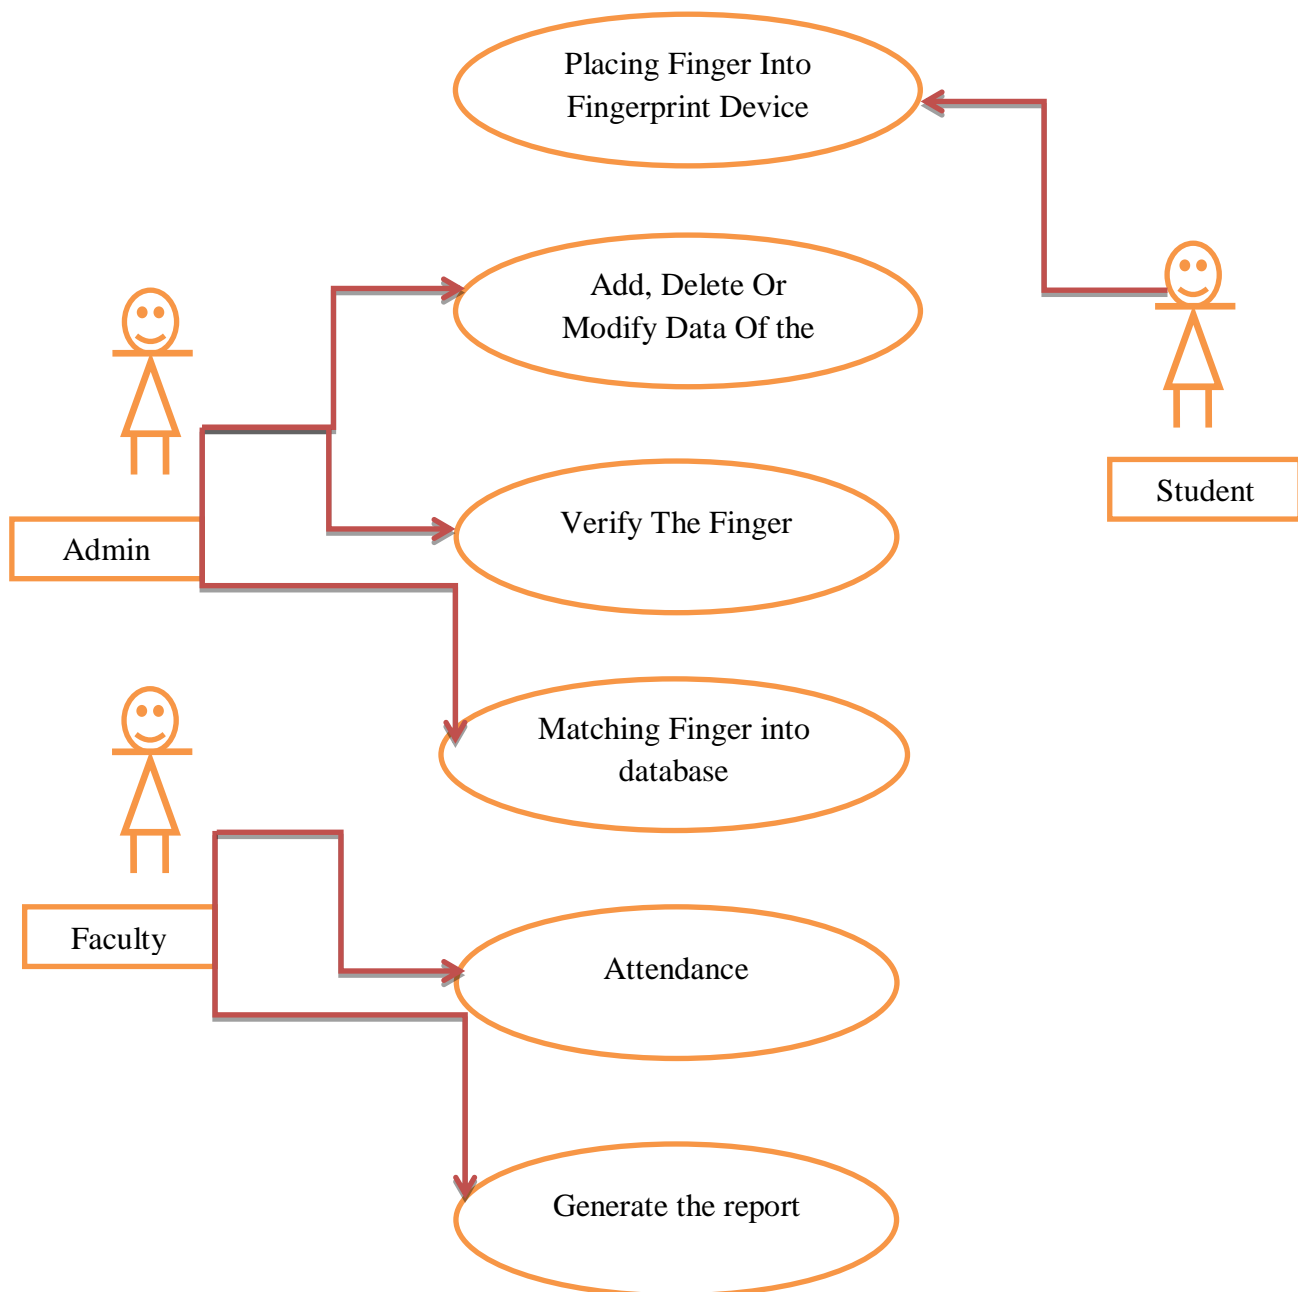 Placing Finger Into
Fingerprint Device
Add, Delete Or
Modify Data Of the
Student
Verify The Finger
Admin
Matching Finger into
database
Faculty
Attendance
Generate the report